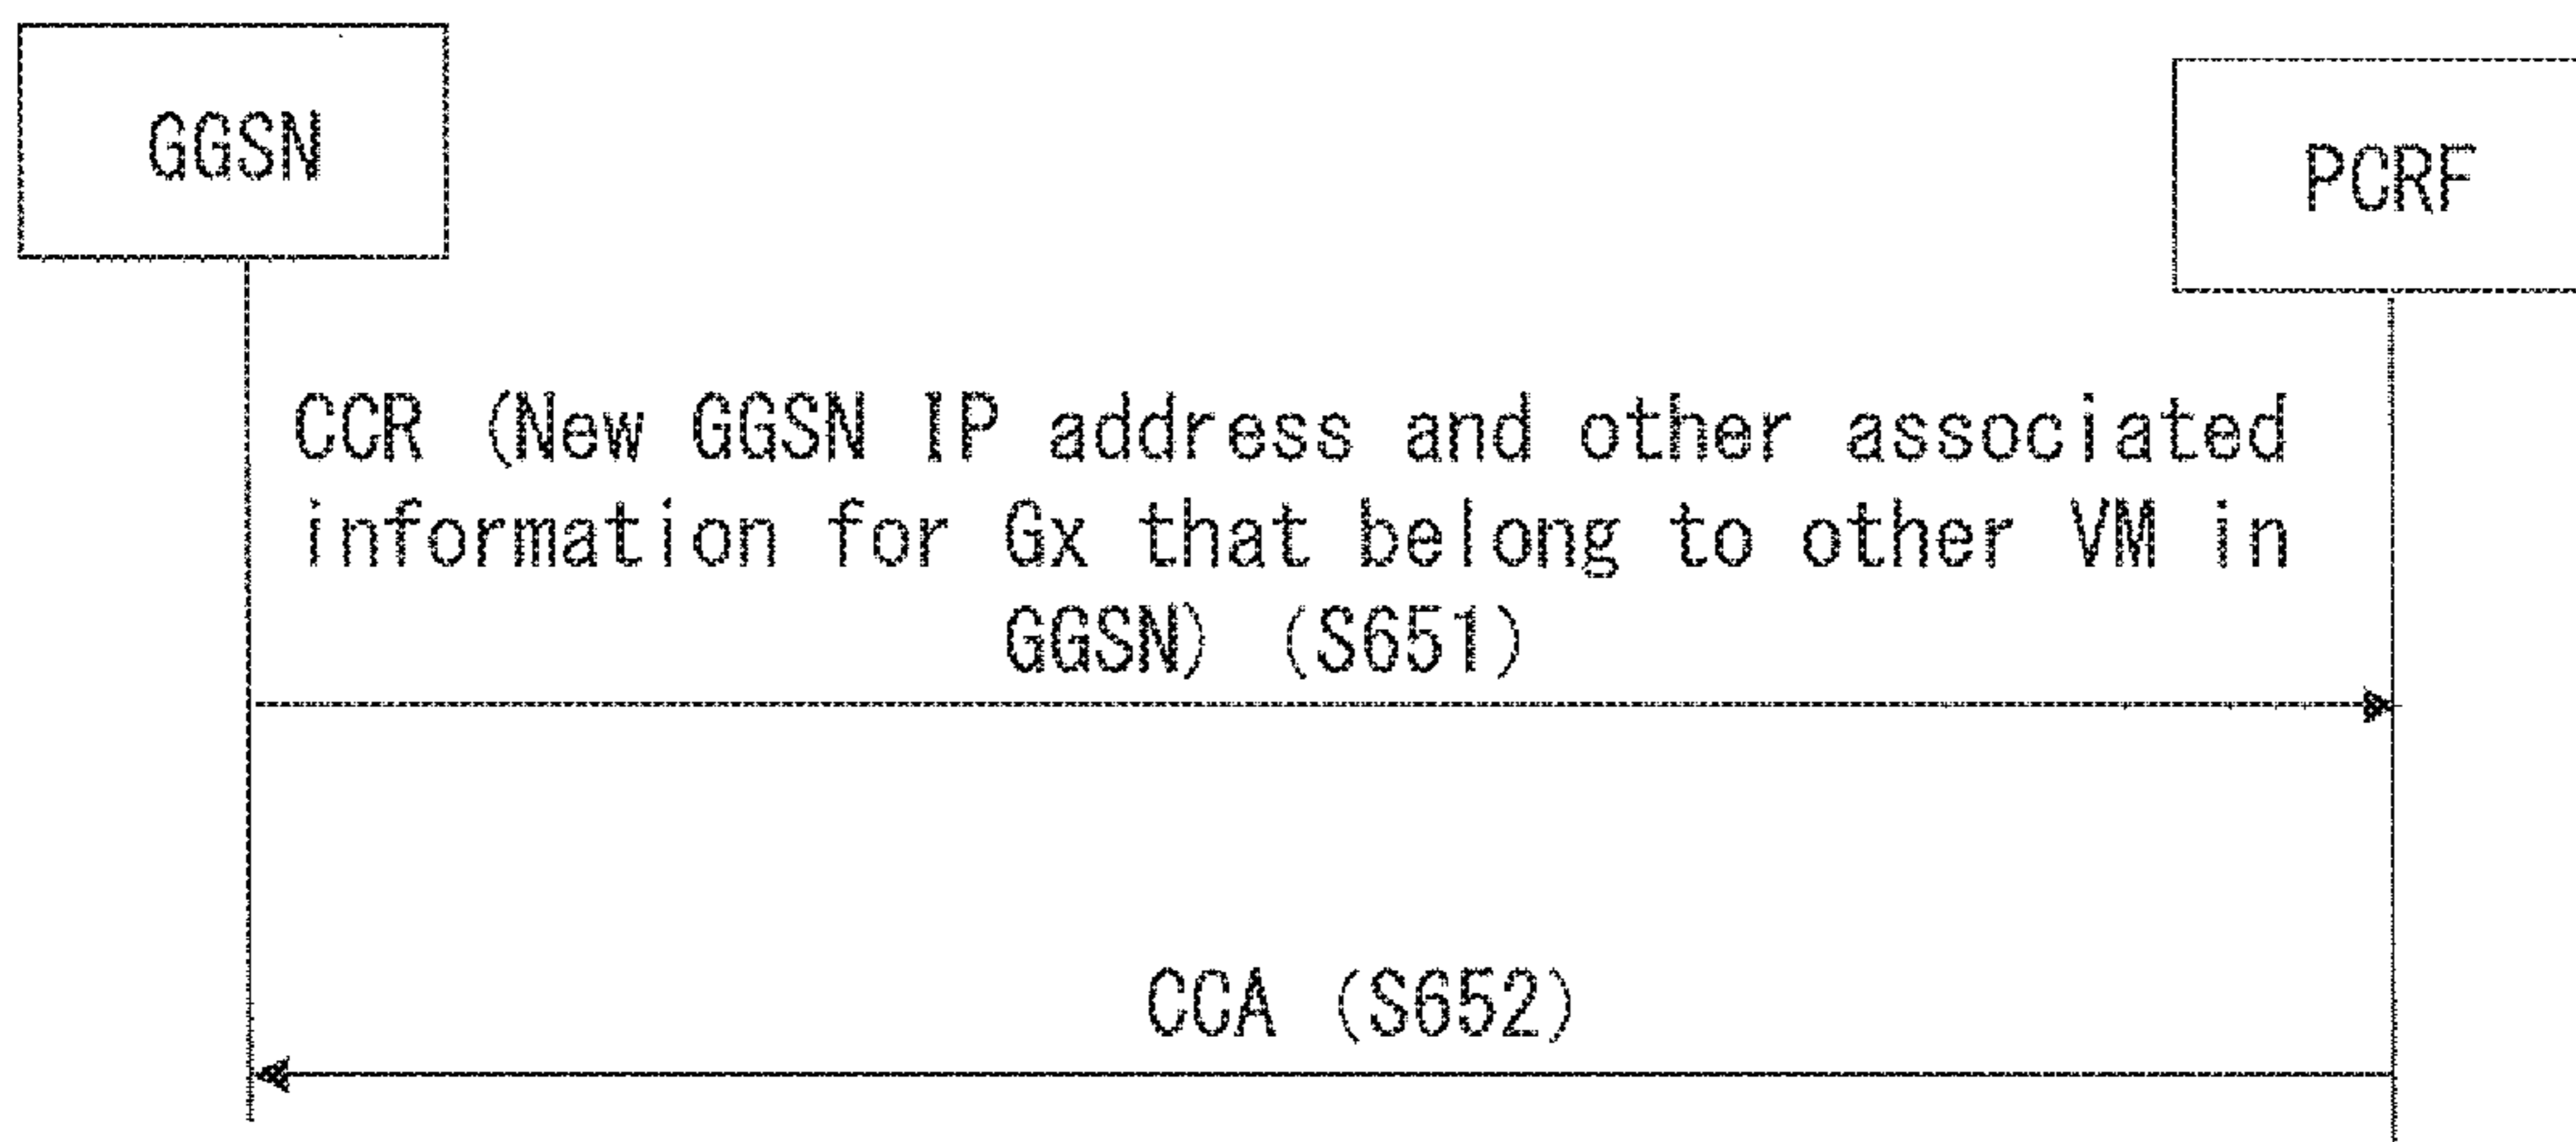 GGSN
PCRF
CCR (New GGSN IP address and other associated
information for Gx that belong to other VM in
GGSN) (S651)
CCA (S652)